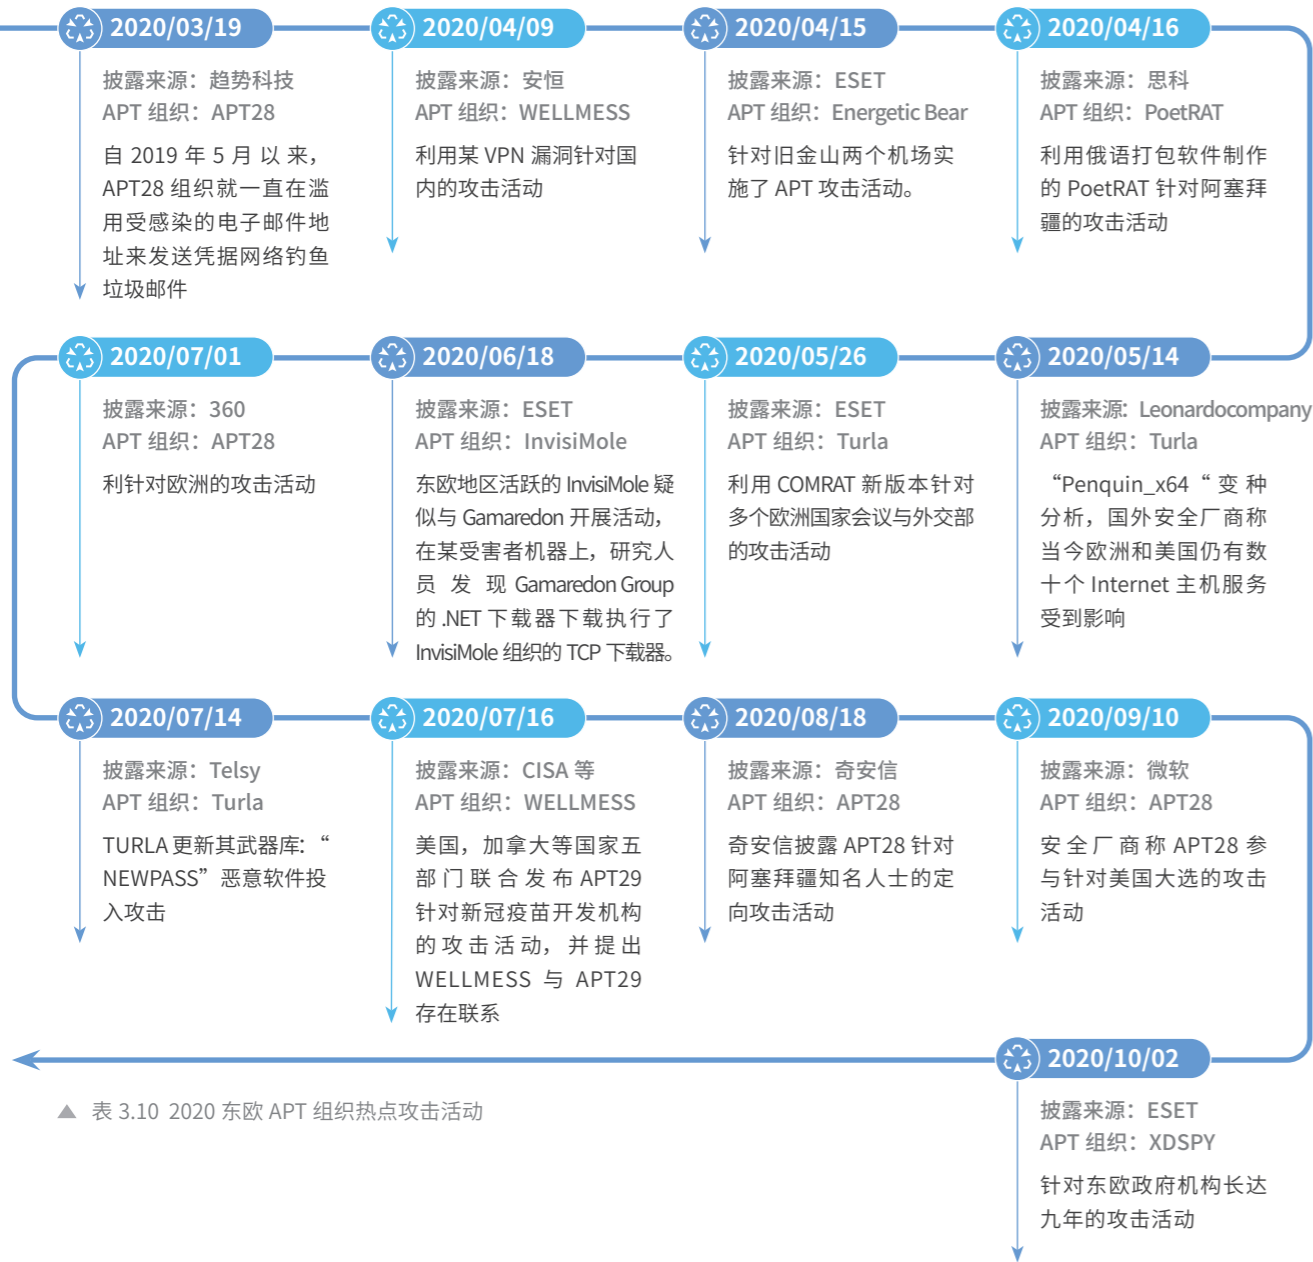 2020/03/19
披露来源：趋势科技
APT 组织：APT28
自 2019 年 5 月 以 来，
APT28 组织就一直在滥
用受感染的电子邮件地
址来发送凭据网络钓鱼
垃圾邮件
2020/04/09
披露来源：安恒
APT 组织：WELLMESS
利用某 VPN 漏洞针对国
内的攻击活动
2020/04/15
披露来源：ESET
APT 组织：Energetic Bear
针对旧金山两个机场实
施了 APT 攻击活动。
2020/04/16
披露来源：思科
APT 组织：PoetRAT
利用俄语打包软件制作
的 PoetRAT 针对阿塞拜
疆的攻击活动
2020/05/14
披露来源：Leonardocompany
APT 组织：Turla
“Penquin_x64“ 变 种
分析，国外安全厂商称
当今欧洲和美国仍有数
十个 Internet 主机服务
受到影响
2020/05/26
披露来源：ESET
APT 组织：Turla
利用 COMRAT 新版本针对
多个欧洲国家会议与外交部
的攻击活动
2020/06/18
披露来源：ESET
APT 组织：InvisiMole
东欧地区活跃的 InvisiMole 疑
似与 Gamaredon 开展活动，
在某受害者机器上，研究人
员 发 现 Gamaredon Group
的 .NET 下载器下载执行了
InvisiMole 组织的 TCP 下载器。
2020/07/01
披露来源：360
APT 组织：APT28
利针对欧洲的攻击活动
2020/07/14
披露来源：Telsy
APT 组织：Turla
TURLA 更新其武器库：“
NEWPASS”恶意软件投
入攻击
2020/07/16
披露来源：CISA 等
APT 组织：WELLMESS
美国，加拿大等国家五
部门联合发布 APT29
针对新冠疫苗开发机构
的攻击活动，并提出
WELLMESS 与 APT29
存在联系
2020/08/18
披露来源：奇安信
APT 组织：APT28
奇安信披露 APT28 针对
阿塞拜疆知名人士的定
向攻击活动
2020/09/10
披露来源：微软
APT 组织：APT28
安全厂商称 APT28 参
与针对美国大选的攻击
活动
2020/10/02
披露来源：ESET
APT 组织：XDSPY
针对东欧政府机构长达
九年的攻击活动
▲ 表 3.10 2020 东欧 APT 组织热点攻击活动